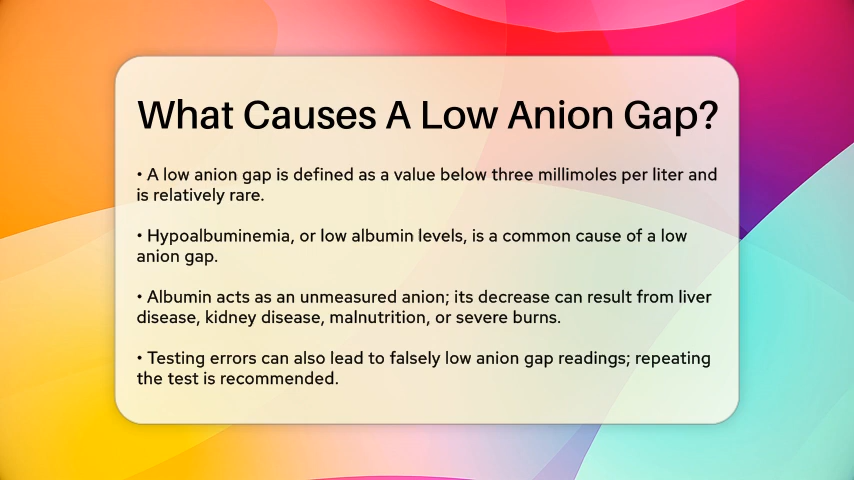 What Causes A Low Anion Gap?
• A low anion gap is defined as a value below three millimoles per liter and
is relatively rare.
• Hypoalbuminemia, or low albumin levels, is a common cause of a low
anion gap.
• Albumin acts as an unmeasured anion; its decrease can result from liver
disease, kidney disease, malnutrition, or severe burns.
• Testing errors can also lead to falsely low anion gap readings; repeating
the test is recommended.